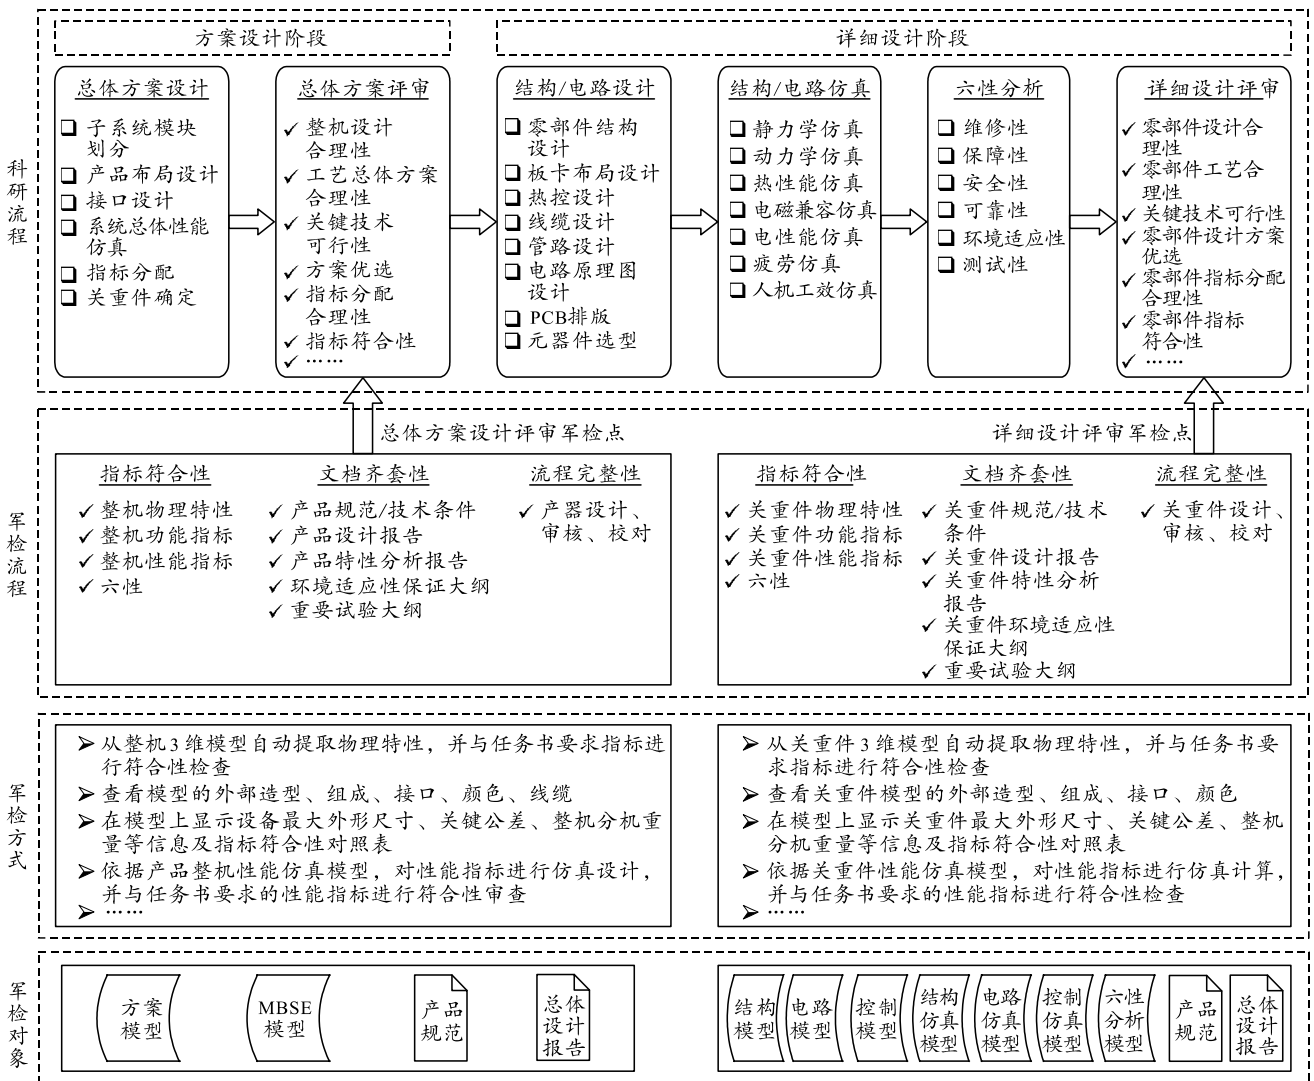 方案设计阶段
详细设计阶段
科研流程
总体方案设计
子系统模块
划分
产品布局设计
接口设计
系统总体性能
仿真
指标分配
关重件确定
总体方案评审
整机设计
合理性
工艺总体方案
合理性
关键技术
可行性
方案优选
指标分配
合理性
指标符合性
……
结构/电路设计
零部件结构
设计
板卡布局设计
热控设计
线缆设计
管路设计
电路原理图
设计
PCB排版
元器件选型
结构/电路仿真
静力学仿真
动力学仿真
热性能仿真
电磁兼容仿真
电性能仿真
疲劳仿真
人机工效仿真
六性分析
维修性
保障性
安全性
可靠性
环境适应性
测试性
详细设计评审
零部件设计合
理性
零部件工艺合
理性
关键技术可行性
零部件设计方案
优选
零部件指标分配
合理性
零部件指标
符合性
……
军检流程
总体方案设计评审军检点
指标符合性
整机物理特性
整机功能指标
整机性能指标
六性
文档齐套性
产品规范/技术条件
产品设计报告
产品特性分析报告
环境适应性保证大纲
重要试验大纲
流程完整性
产器设计、
审核、校对
详细设计评审军检点
指标符合性
关重件物理特性
关重件功能指标
关重件性能指标
六性
文档齐套性
关重件规范/技术
条件
关重件设计报告
关重件特性分析
报告
关重件环境适应性
保证大纲
重要试验大纲
流程完整性
关重件设计、
审核、校对
军检方式
从整机3维模型自动提取物理特性，并与任务书要求指标进
行符合性检查
查看模型的外部造型、组成、接口、颜色、线缆
在模型上显示设备最大外形尺寸、关键公差、整机分机重
量等信息及指标符合性对照表
依据产品整机性能仿真模型，对性能指标进行仿真设计，
并与任务书要求的性能指标进行符合性审查
……
从关重件3维模型自动提取物理特性，并与任务书要
求指标进行符合性检查
查看关重件模型的外部造型、组成、接口、颜色
在模型上显示关重件最大外形尺寸、关键公差、整机
分机重量等信息及指标符合性对照表
依据关重件性能仿真模型，对性能指标进行仿真计算，
并与任务书要求的性能指标进行符合性检查
……
军检对象
方案
模型
MBSE
模型
产品
规范
总体
设计
报告
结构
模型
电路
模型
控制
模型
结构
仿真
模型
电路
仿真
模型
控制
仿真
模型
六性
分析
模型
产品
规范
总体
设计
报告